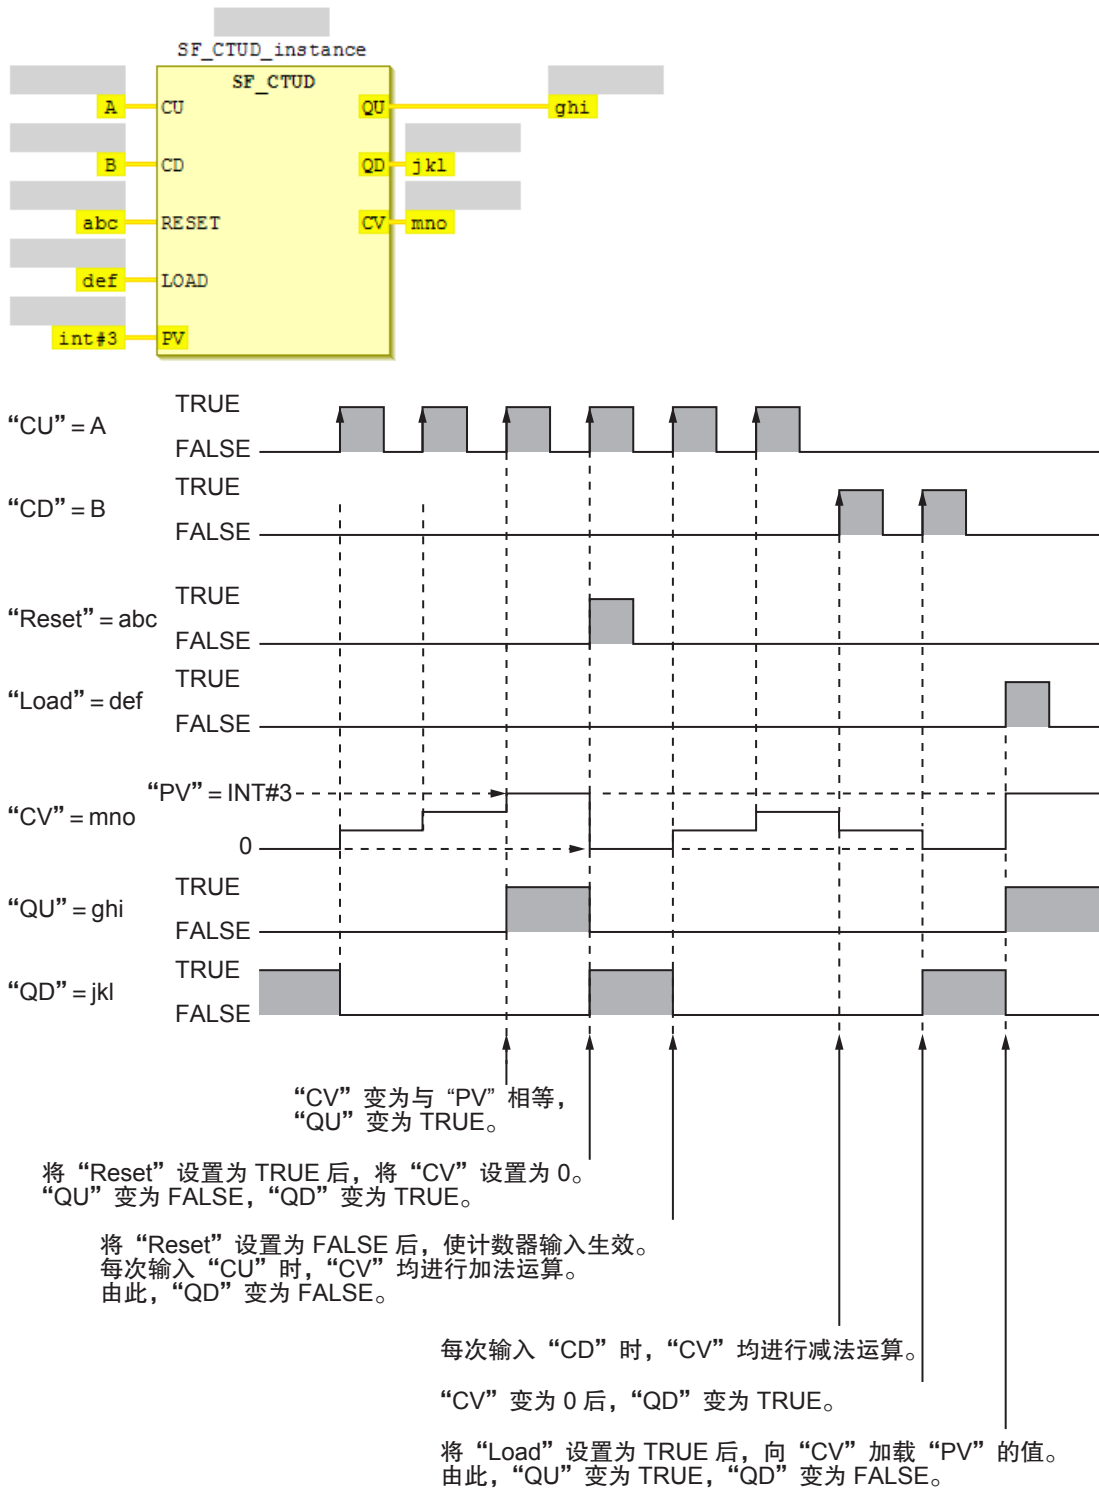 SF_CTUD_instance
SF_CTUD
A CU QU ghi
B CD QD jkl
abc RESET CV mno
def LOAD
int#3 PV
TRUE
“CU” = A
FALSE
TRUE
“CD” = B
FALSE
TRUE
“Reset” = abc
FALSE
TRUE
“Load” = def
FALSE
“PV” = INT#3
“CV” = mno
0
TRUE
“QU” = ghi
FALSE
TRUE
“QD” = jkl
FALSE
“CV” 变为与 “PV” 相等，
“QU” 变为 TRUE。
将 “Reset” 设置为 TRUE 后，将 “CV” 设置为 0。
“QU” 变为 FALSE，“QD” 变为 TRUE。
将 “Reset” 设置为 FALSE 后，使计数器输入生效。
每次输入 “CU” 时，“CV” 均进行加法运算。
由此，“QD” 变为 FALSE。
每次输入 “CD” 时，“CV” 均进行减法运算。
“CV” 变为 0 后，“QD” 变为 TRUE。
将 “Load” 设置为 TRUE 后，向 “CV” 加载 “PV” 的值。
由此，“QU” 变为 TRUE，“QD” 变为 FALSE。